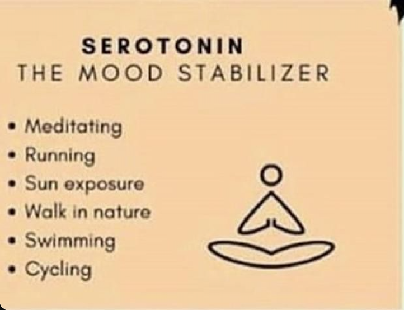 SEROTONIN
THE MOOD STABILIZER
• Meditating
• Running
• Sun exposure
• Walk in nature
• Swimming
• Cycling